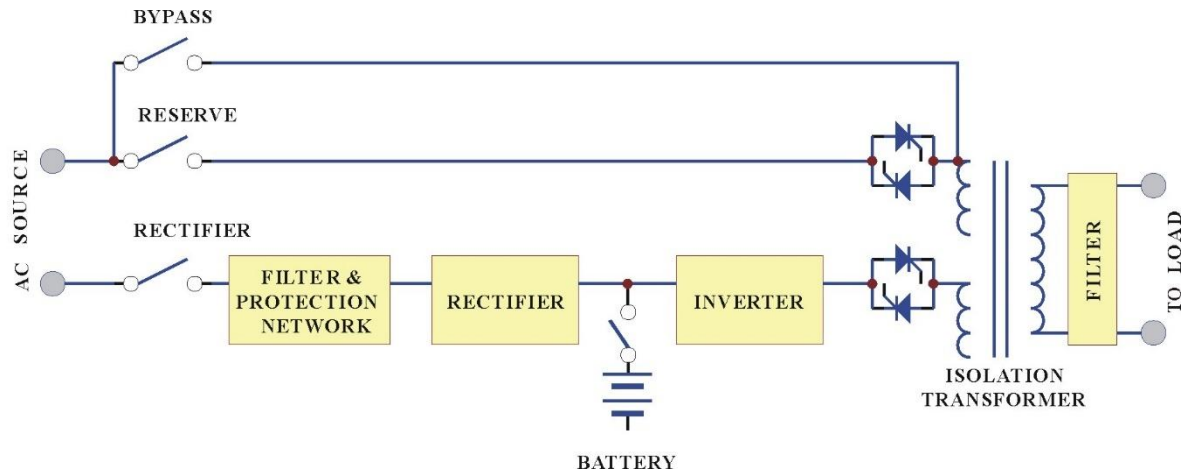 BYPASS
RESERVE
AC SOURCE
RECTIFIER
FILTER &
PROTECTION
NETWORK
RECTIFIER
INVERTER
FILTER
TO LOAD
ISOLATION
TRANSFORMER
BATTERY